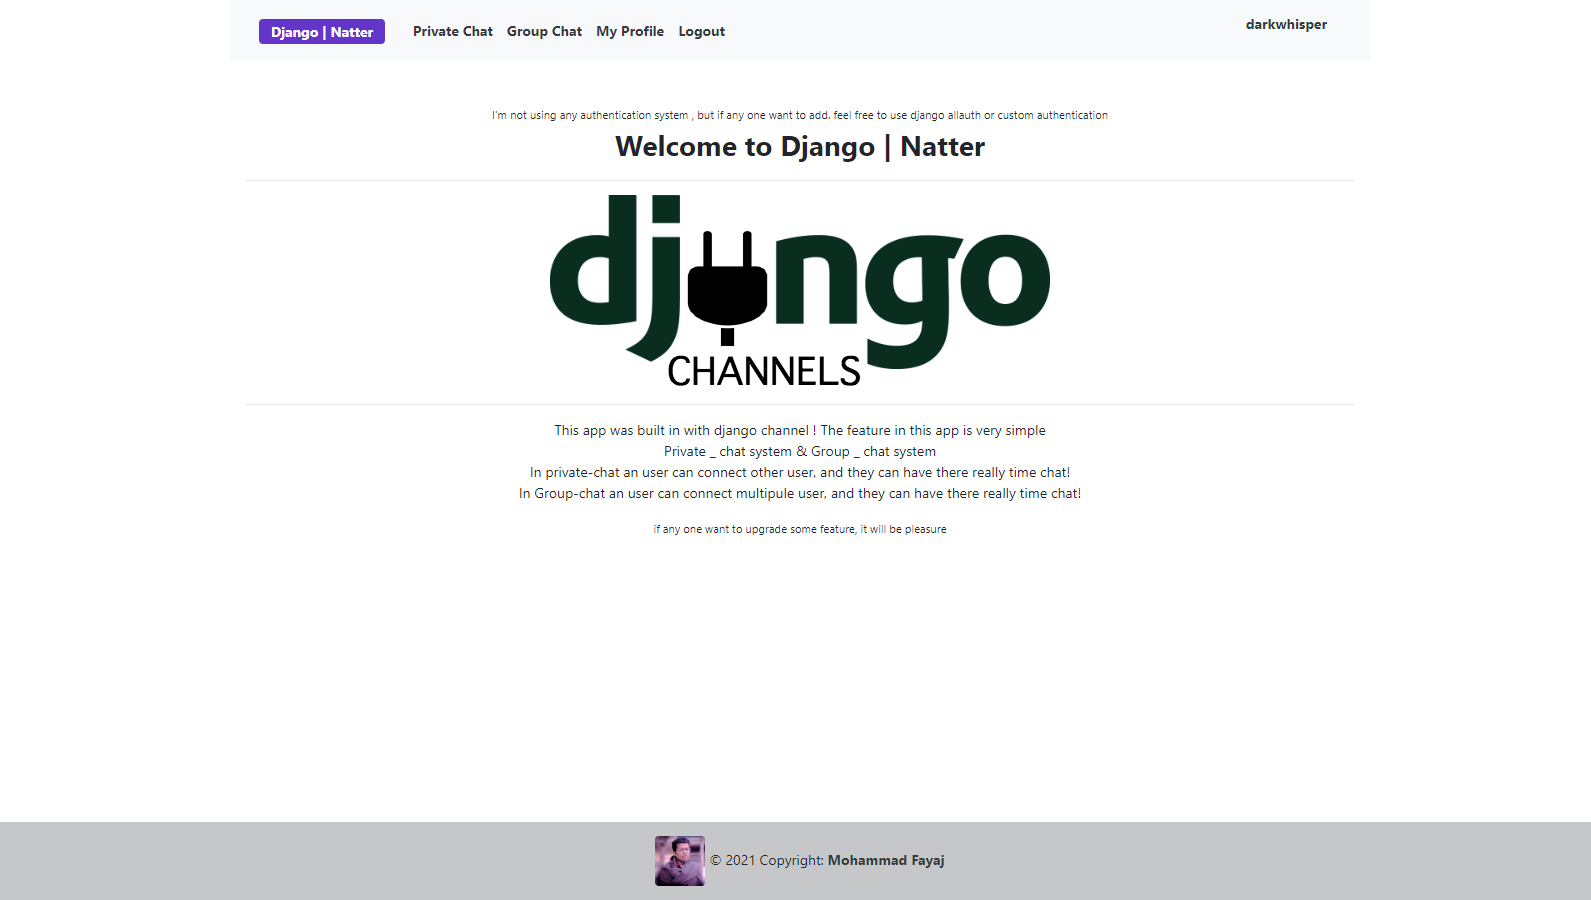 Django | Natter Private Chat Group Chat My Profile Logout darkwhisper
I'm not using any authentication system , but if any one want to add. feel free to use django allauth or custom authentication
Welcome to Django | Natter
django
CHANNELS
This app was built in with django channel ! The feature in this app is very simple
Private _ chat system & Group _ chat system
In private-chat an user can connect other user, and they can have there really time chat!
In Group-chat an user can connect multipule user, and they can have there really time chat!
if any one want to upgrade some feature, it will be pleasure
© 2021 Copyright: Mohammad Fayaj